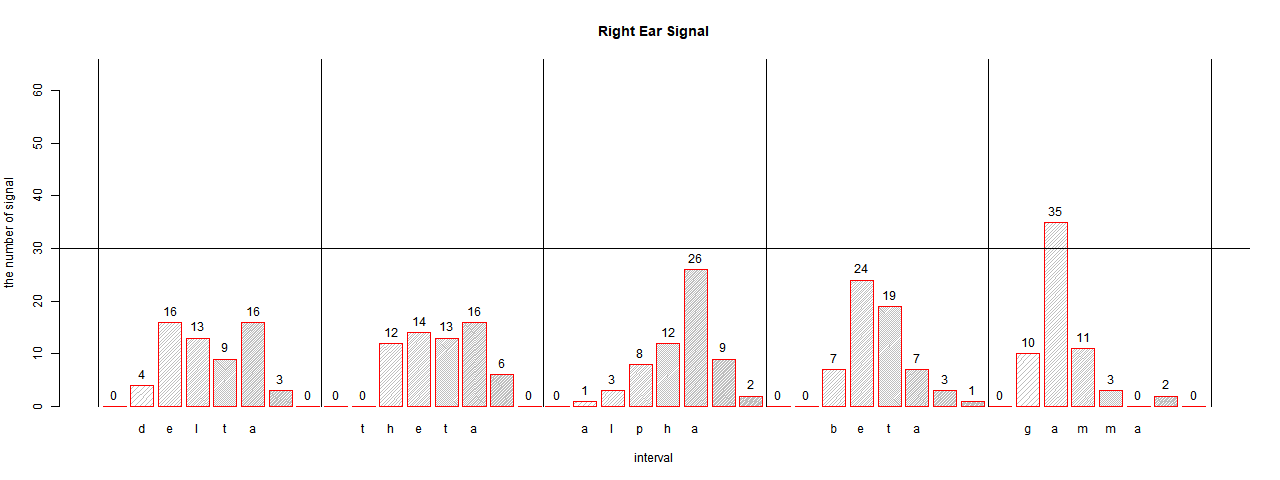 Right Ear Signal
the number of signal
60
50
40
30
20
10
0
0 4 16 13 9 16 3 0
0 0 12 14 13 16 6 0
0 1 3 8 12 26 9 2
0 0 7 24 19 7 3 1
0 10 35 11 3 0 2 0
d e l t a t h e t a a l p h a b e t a g a m m a
interval